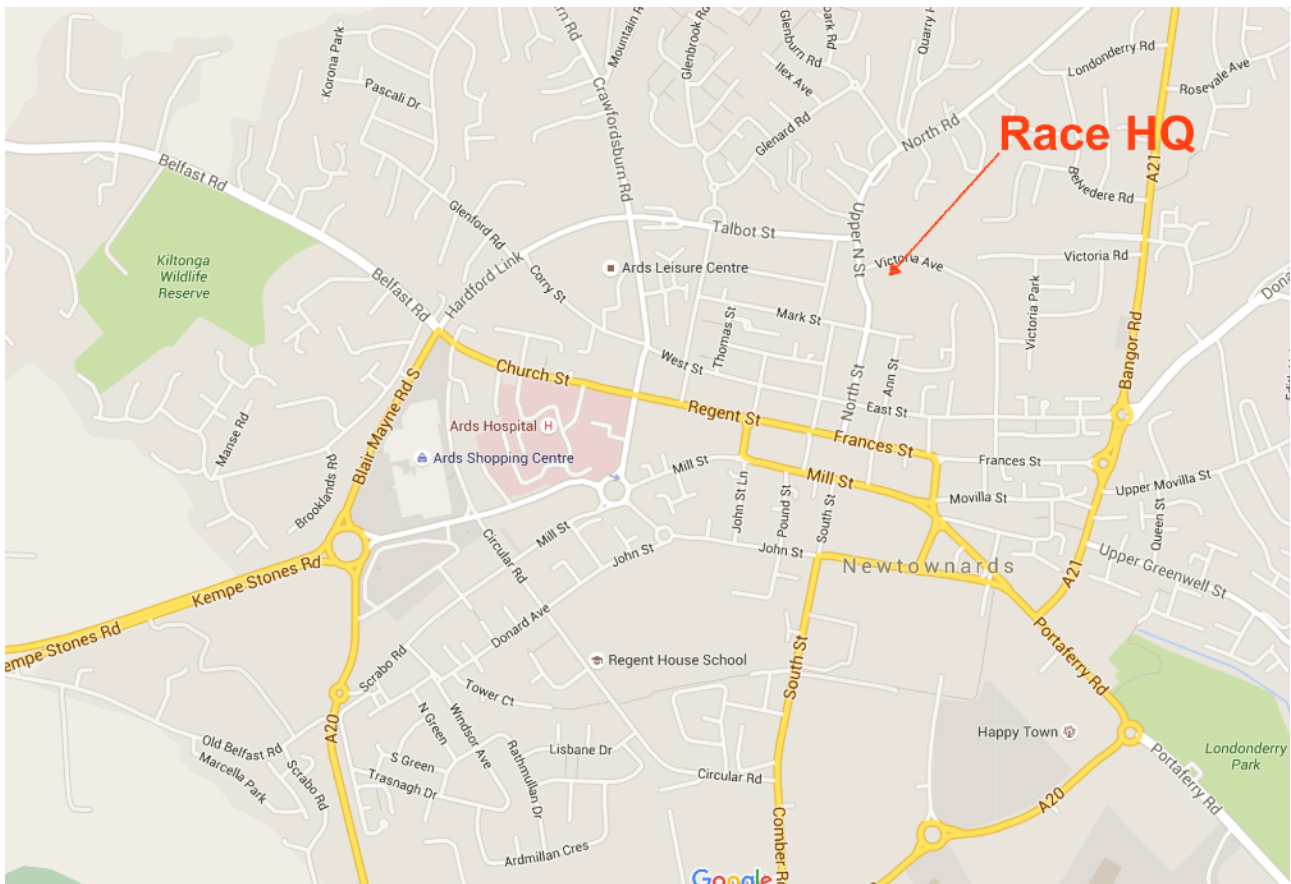 Korona Park
Pascali Dr
Mountain Rd
Crawfordsburn Rd
Glenbrook Rd
Glenburn Rd
Ilex Ave
Glenard Rd
Quarry H
North Rd
Londonderry Rd
Rosevale Ave
A21
Race HQ
Belvedere Rd
Belfast Rd
Kiltonga
Wildlife
Reserve
Glenford Rd
Hardford Link
Corry St
Talbot St
Upper N St
Victoria Ave
Victoria Rd
Victoria Park
Ards Leisure Centre
Belfast Rd
Mark St
Thomas St
West St
Bangor Rd
Church St
Regent St
North St
Ann St
East St
Frances St
Frances St
Blair Mayne Rd S
Manse Rd
Brooklands Rd
Ards Hospital
H
Ards Shopping Centre
Mill St
Mill St
John St Ln
Pound St
South St
Movilla St
Upper Movilla St
Queen St
Mill St
John St
John St
Newtownards
Upper Greenwell St
A21
Circular Rd
Kempe Stones Rd
empe Stones Rd
Donard Ave
Scrabo Rd
Regent House School
South St
Portaferry Rd
Tower Ct
N Green
Windsor Ave
A20
Old Belfast Rd
Marcella Park
Scrabo Rd
S Green
Trasnagh Dr
Rathmullan Dr
Lisbane Dr
Circular Rd
Happy Town
Londonderry
Park
Portaferry Rd
A20
Comber R
Ardmillan Cres
Google